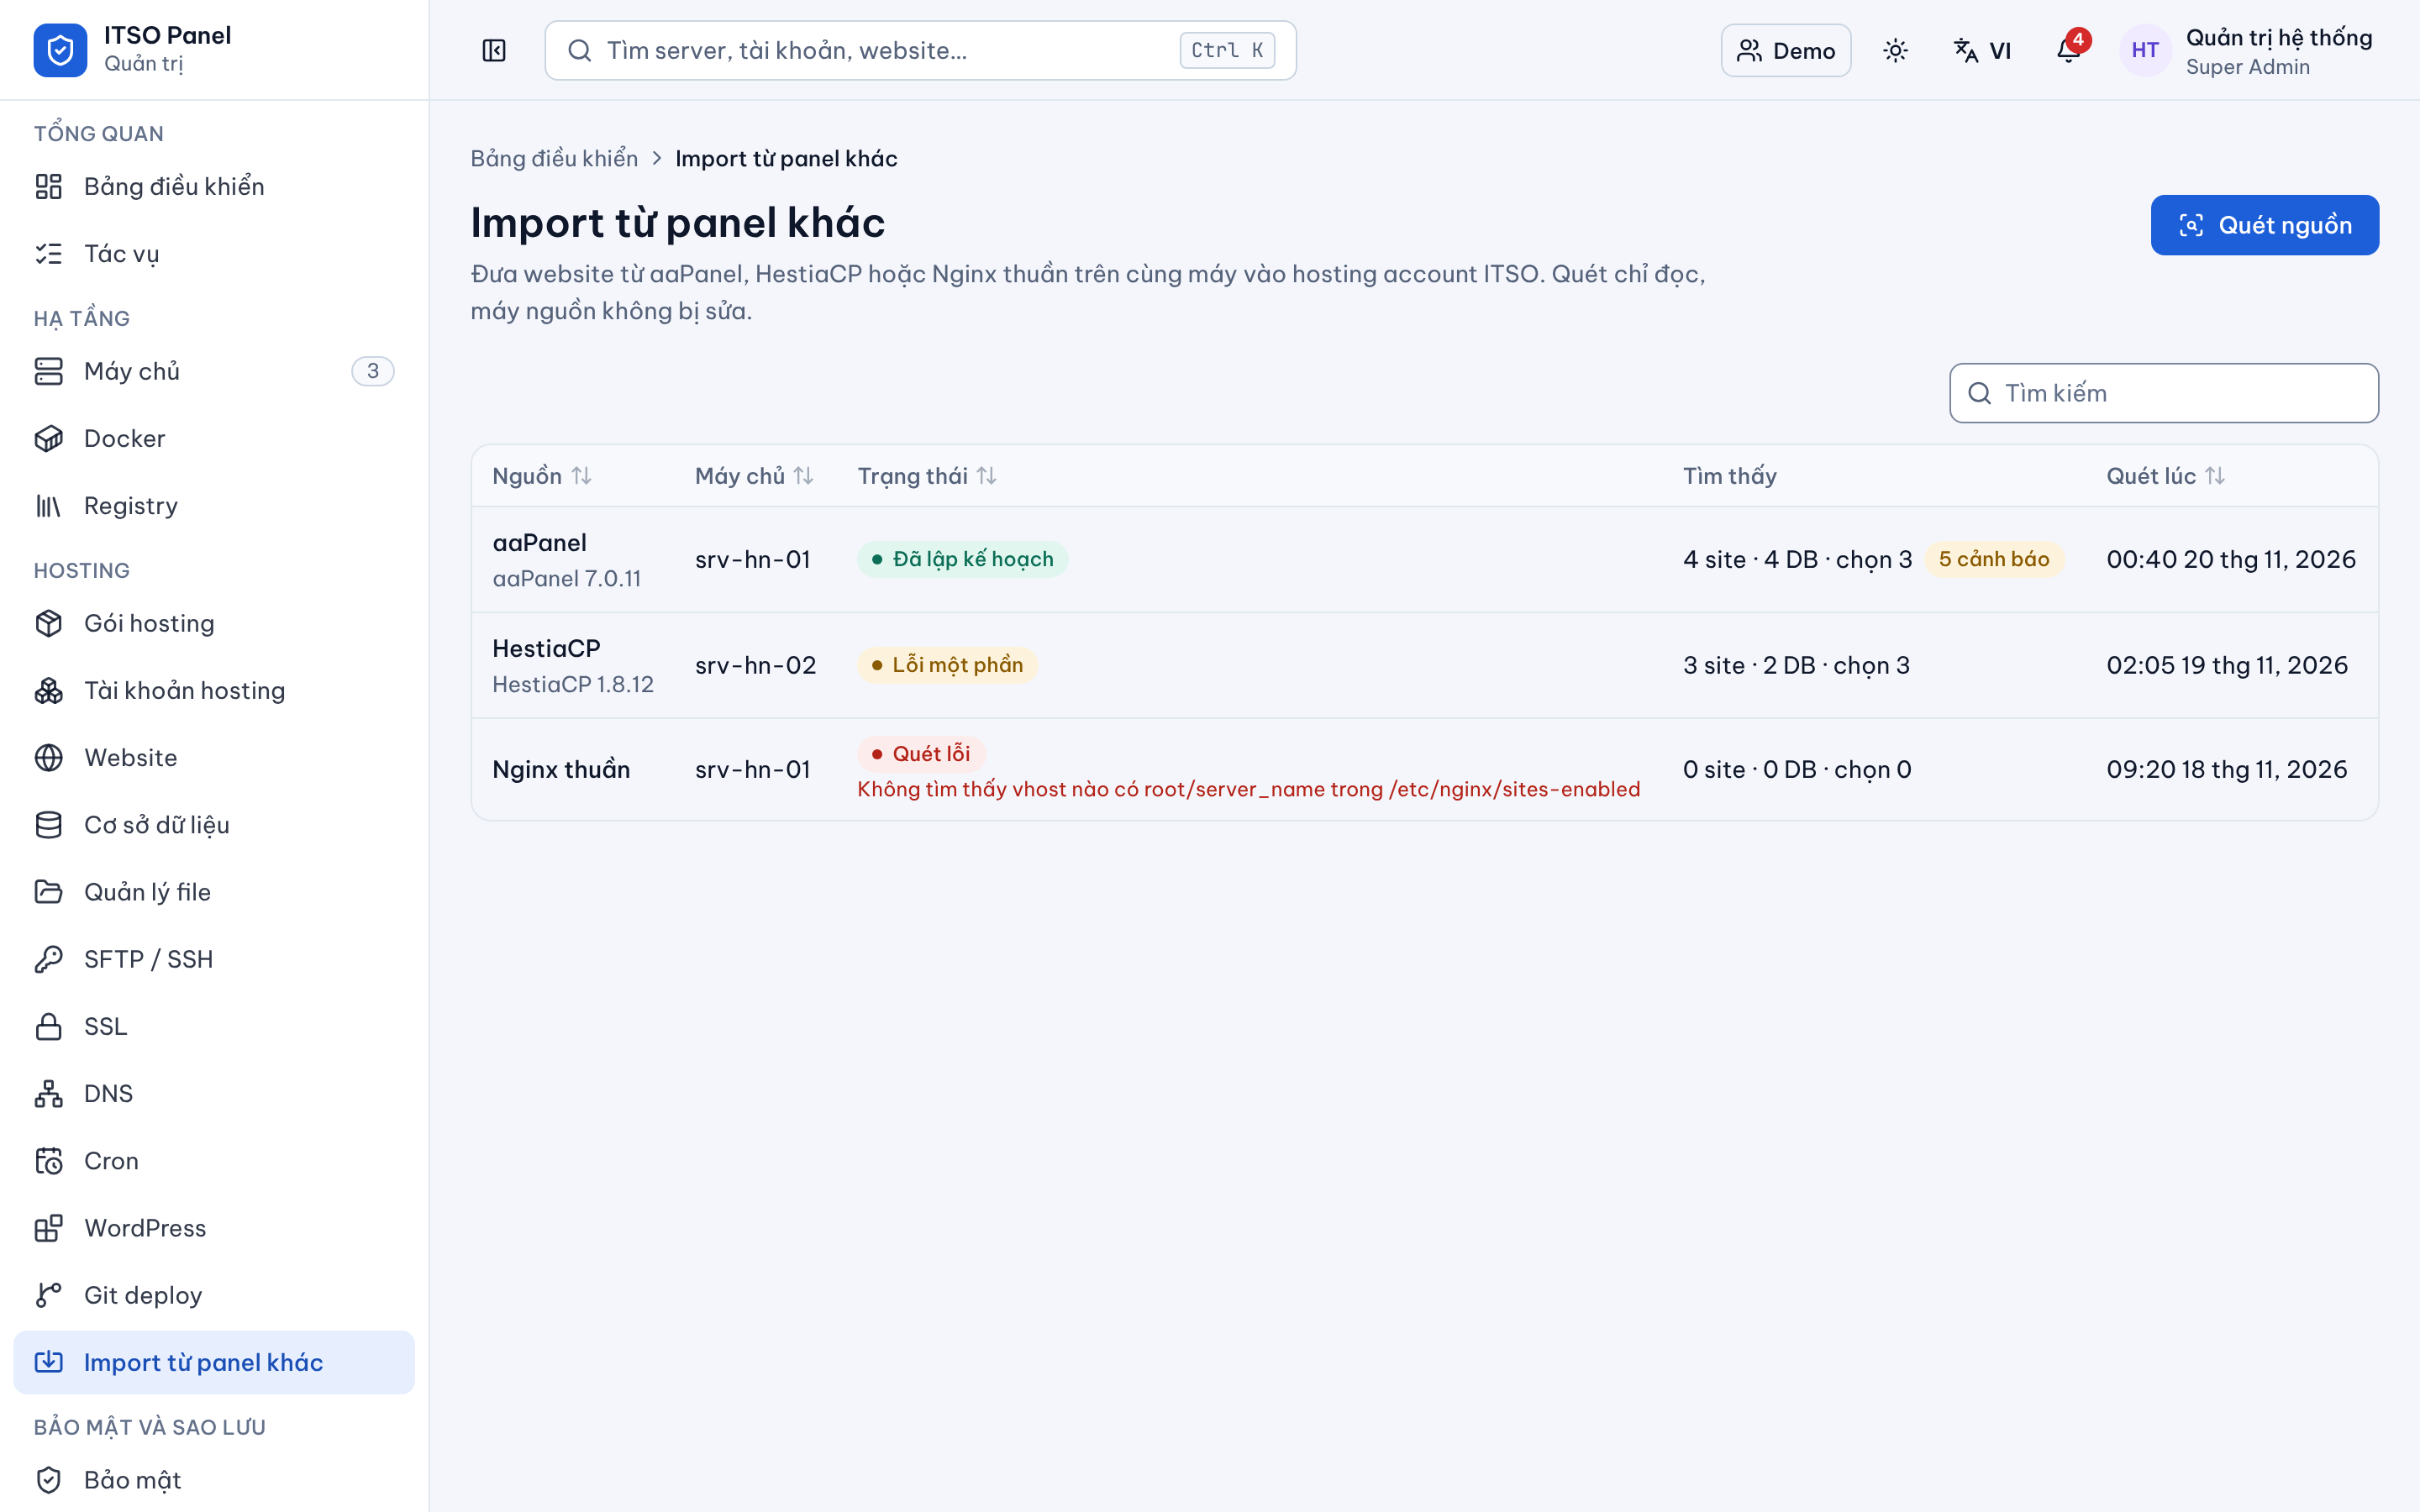 ITSO Panel
Quản trị
Tìm server, tài khoản, website...
Ctrl K
Demo
VI
4
HT
Quản trị hệ thống
Super Admin
TỔNG QUAN
Bảng điều khiển
Tác vụ
HẠ TẦNG
Máy chủ
3
Docker
Registry
HOSTING
Gói hosting
Tài khoản hosting
Website
Cơ sở dữ liệu
Quản lý file
SFTP / SSH
SSL
DNS
Cron
WordPress
Git deploy
Import từ panel khác
BẢO MẬT VÀ SAO LƯU
Bảo mật
Bảng điều khiển > Import từ panel khác
Import từ panel khác
Quét nguồn
Đưa website từ aaPanel, HestiaCP hoặc Nginx thuần trên cùng máy vào hosting account ITSO. Quét chỉ đọc,
máy nguồn không bị sửa.
Tìm kiếm
Nguồn Máy chủ Trạng thái Tìm thấy Quét lúc
aaPanel
aaPanel 7.0.11
srv-hn-01
Đã lập kế hoạch
4 site · 4 DB · chọn 3
5 cảnh báo
00:40 20 thg 11, 2026
HestiaCP
HestiaCP 1.8.12
srv-hn-02
Lỗi một phần
3 site · 2 DB · chọn 3
02:05 19 thg 11, 2026
Nginx thuần
srv-hn-01
Quét lỗi
Không tìm thấy vhost nào có root/server_name trong /etc/nginx/sites-enabled
0 site · 0 DB · chọn 0
09:20 18 thg 11, 2026